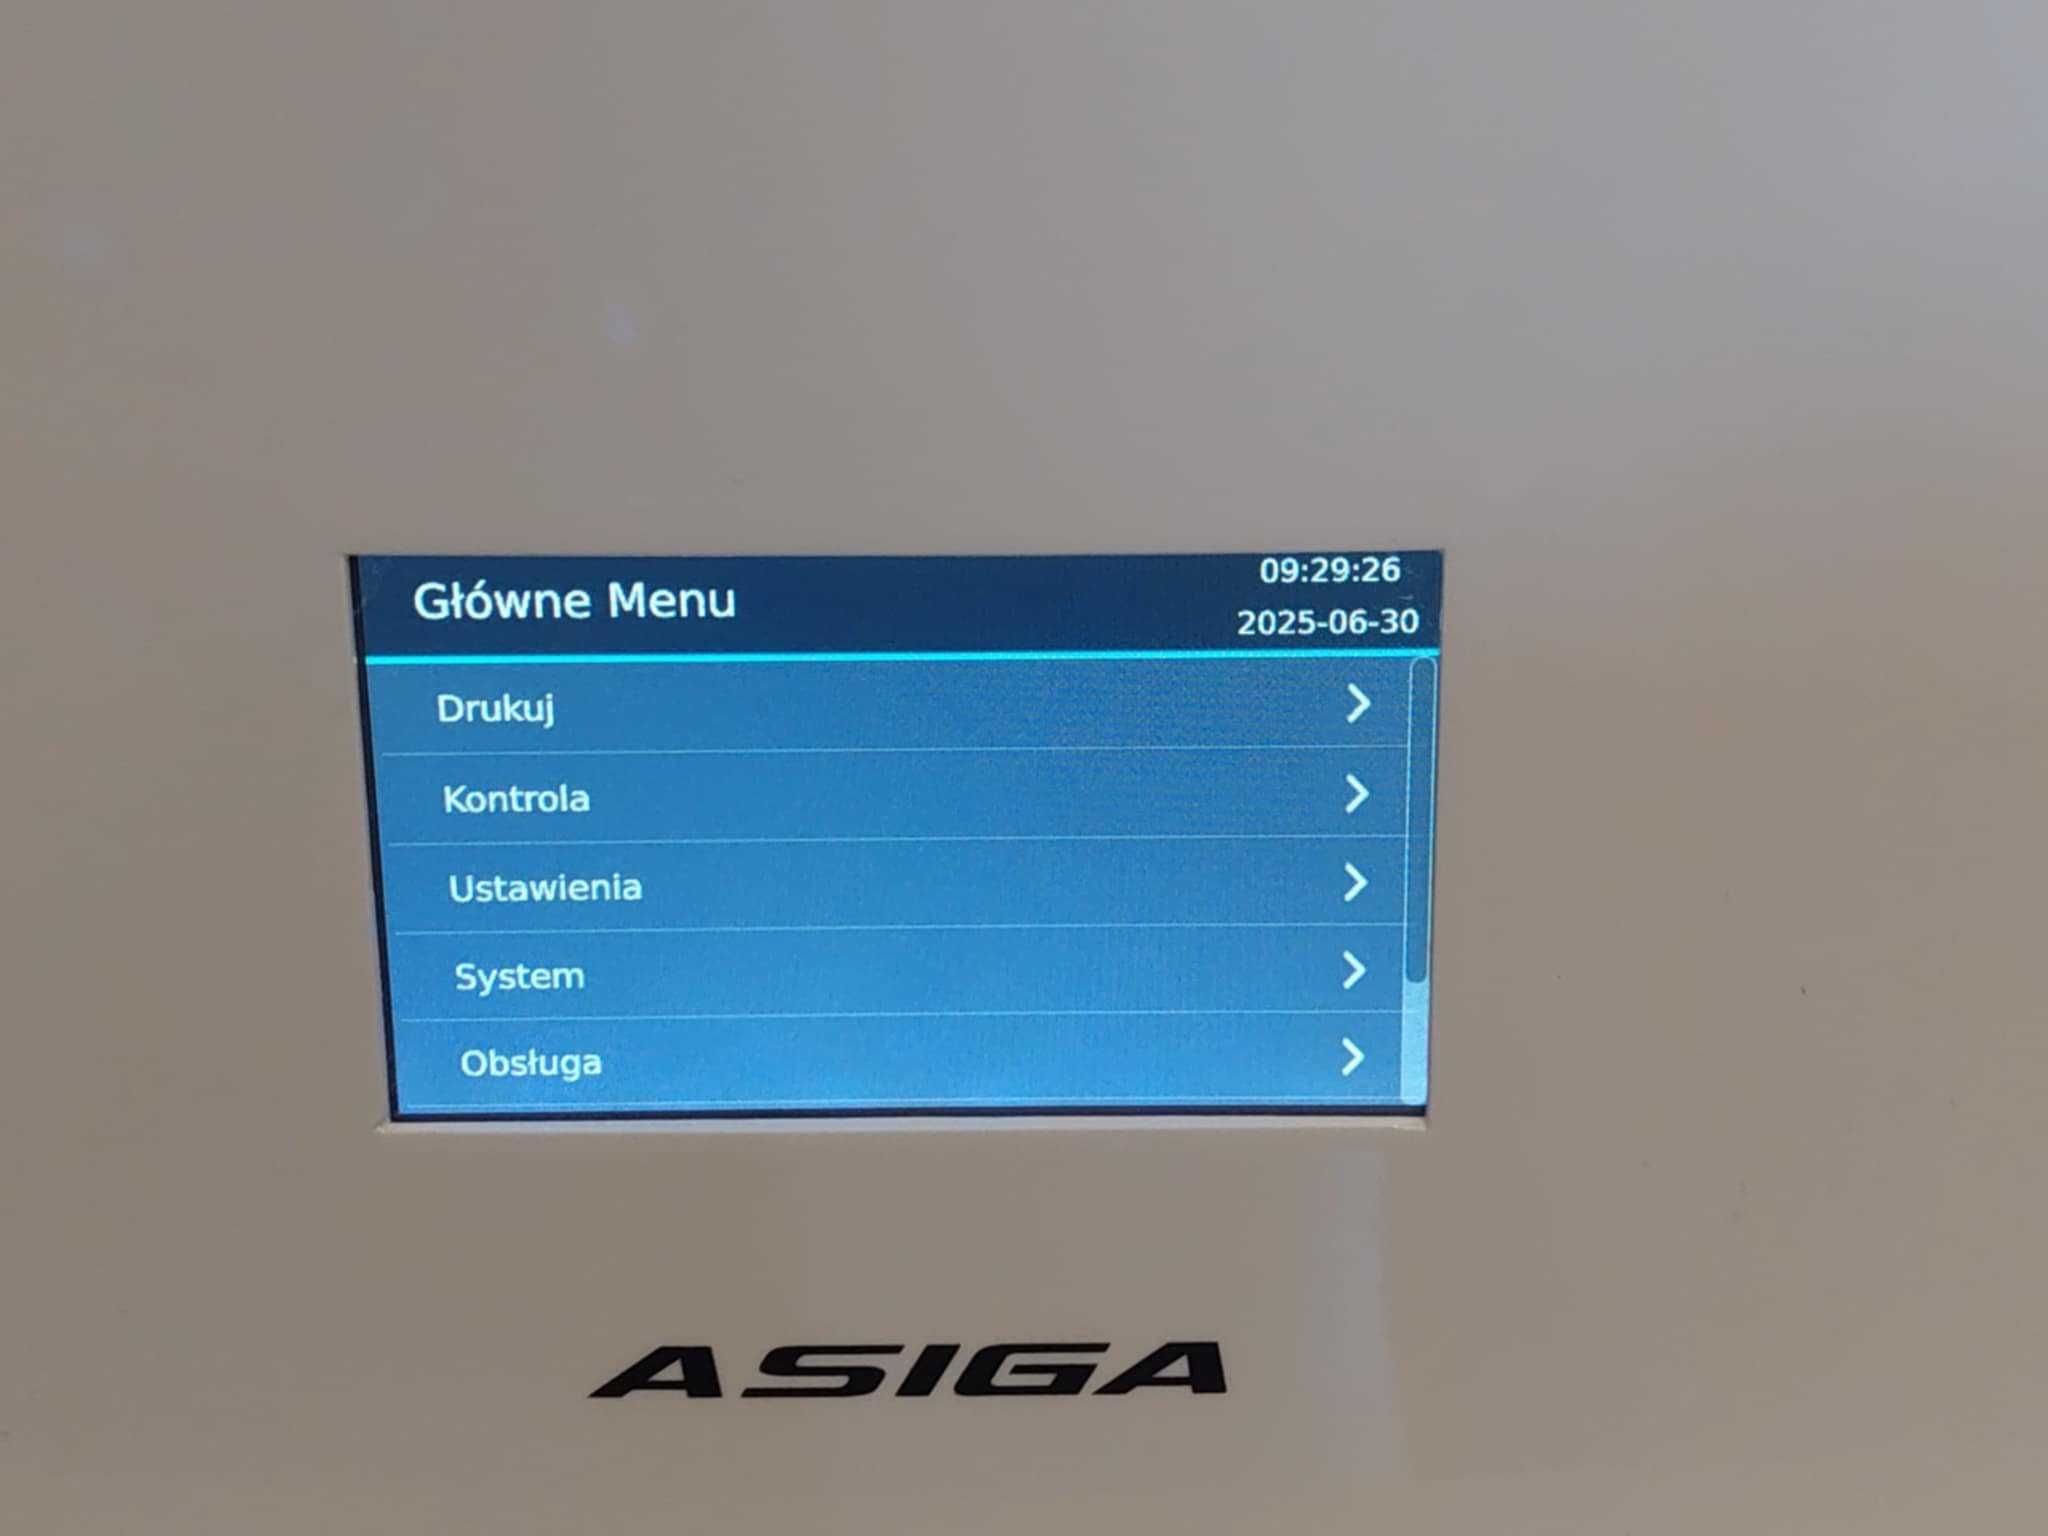 Główne Menu
09:29:26
2025-06-30
Drukuj
Kontrola
Ustawienia
System
Obsługa
ASIGA